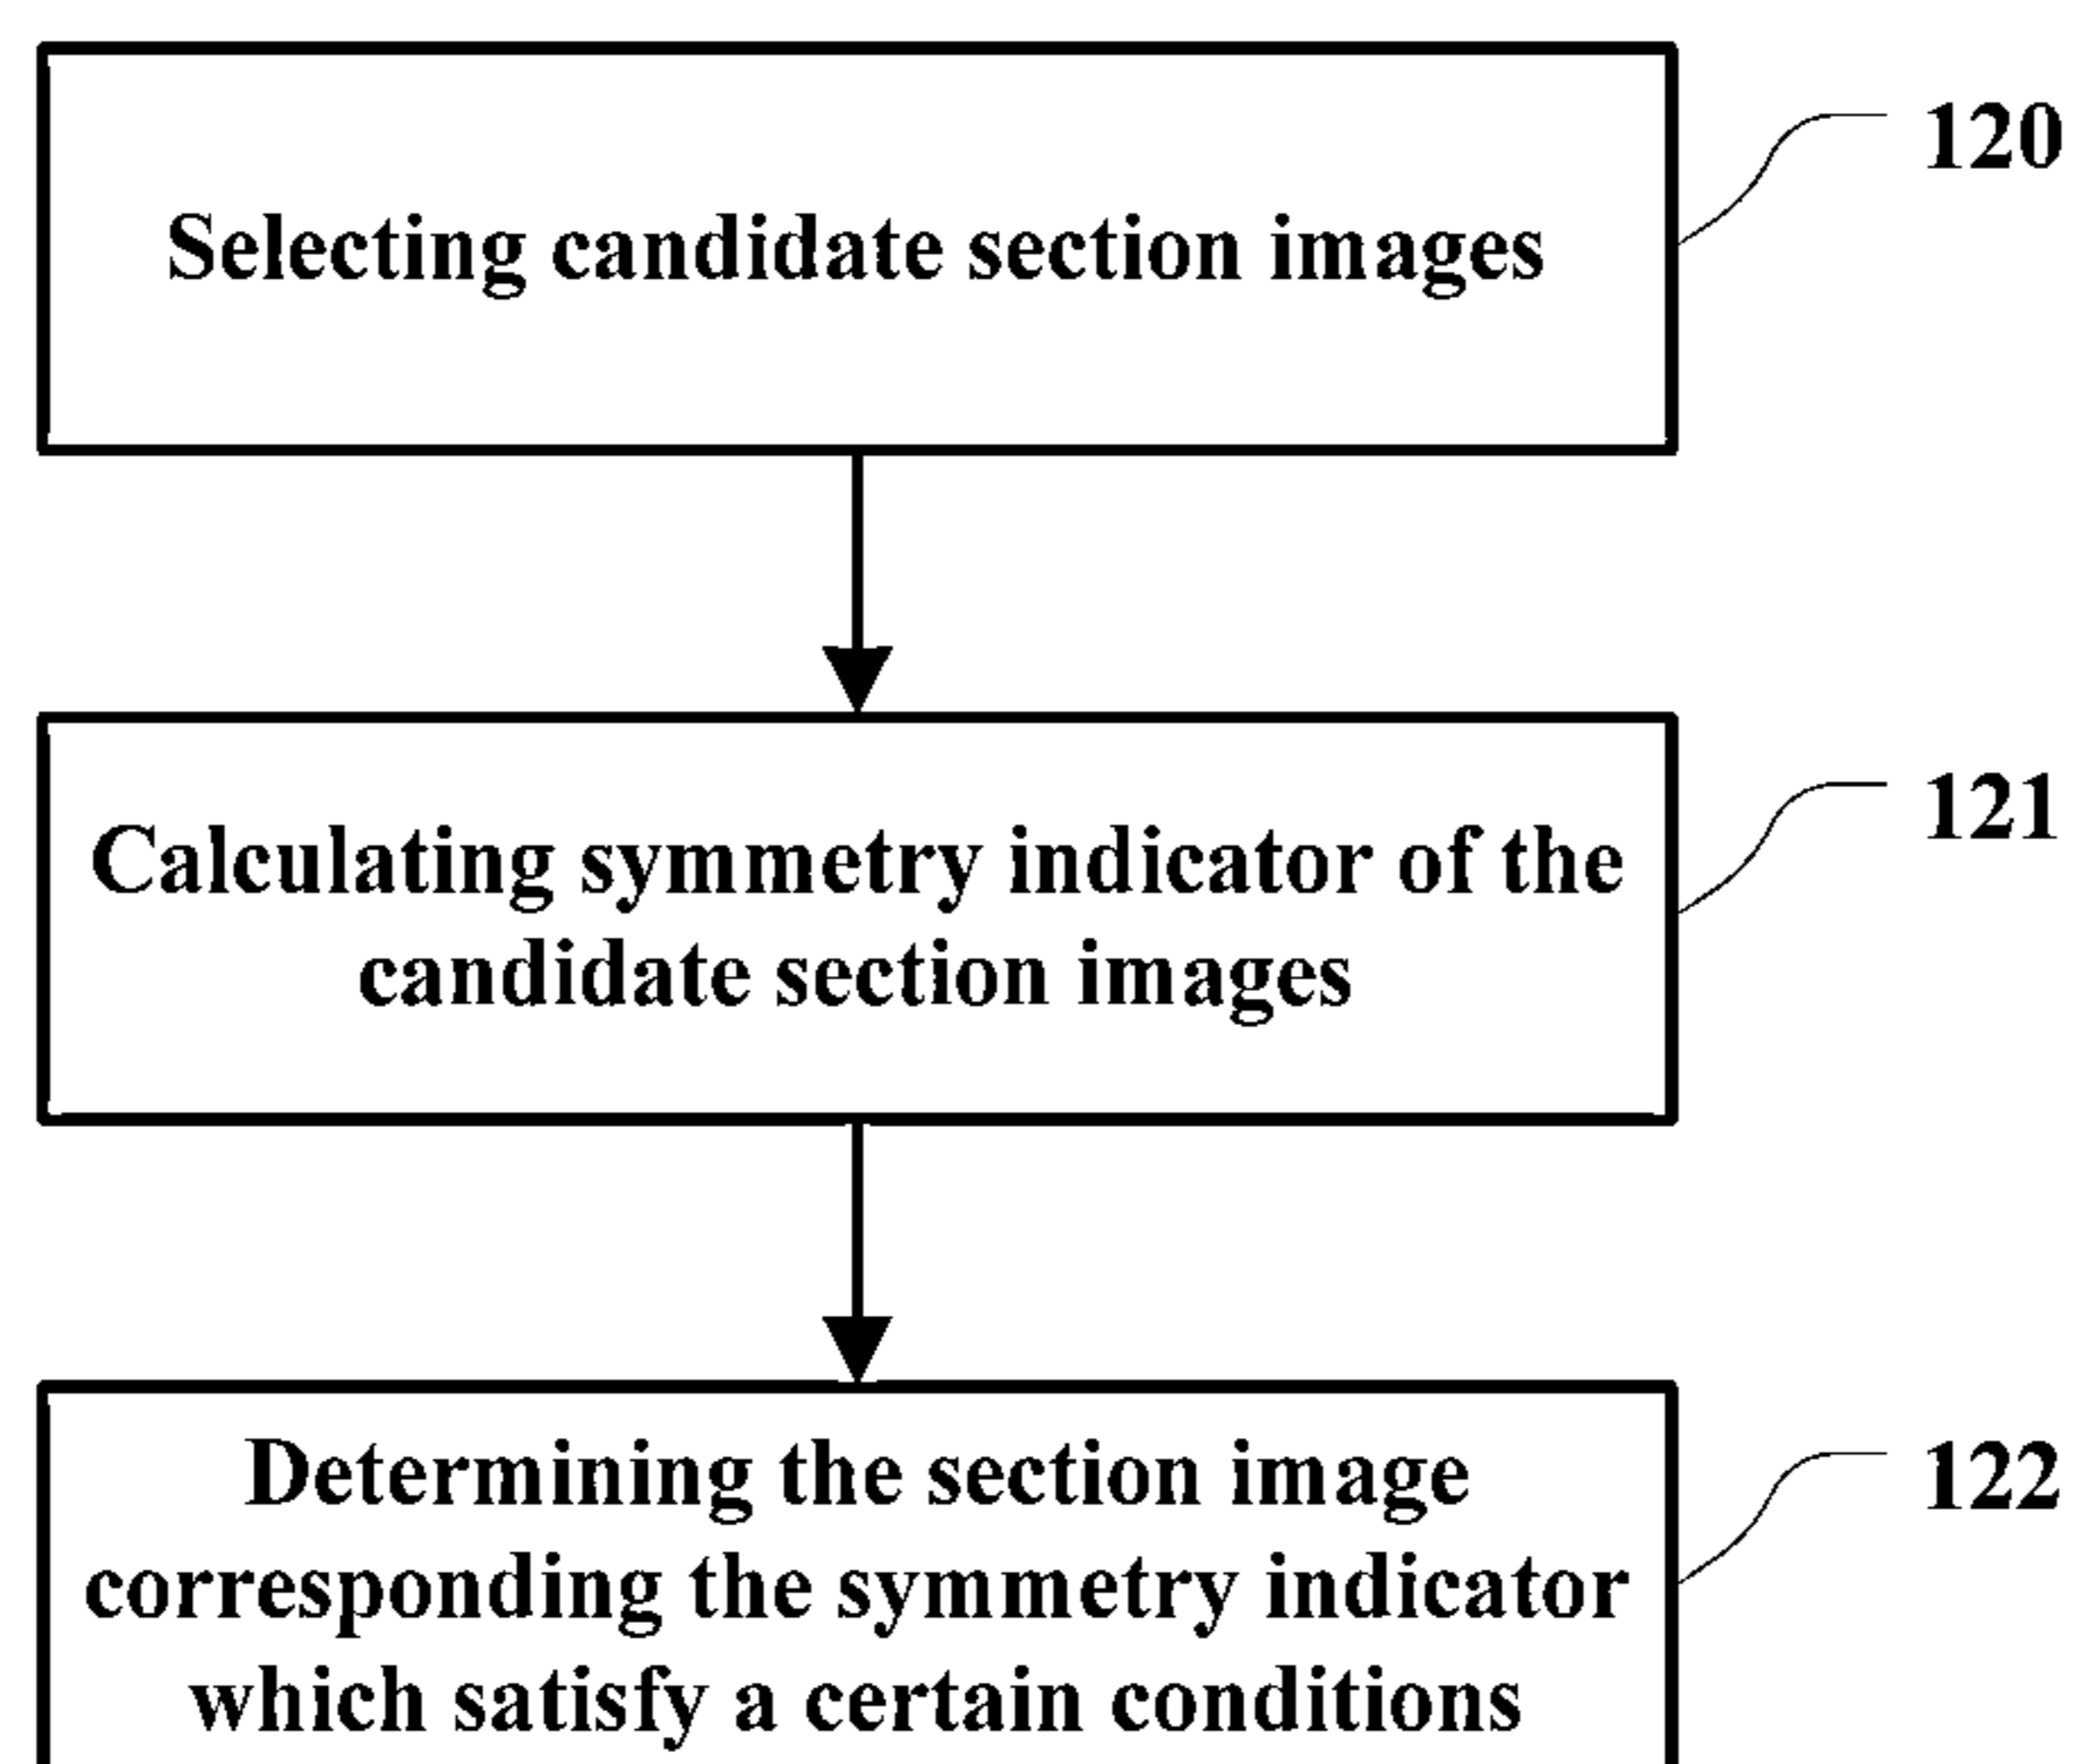 Selecting candidate section images
120
Calculating symmetry indicator of the
candidate section images
121
Determining the section image
corresponding the symmetry indicator
which satisfy a certain conditions
122